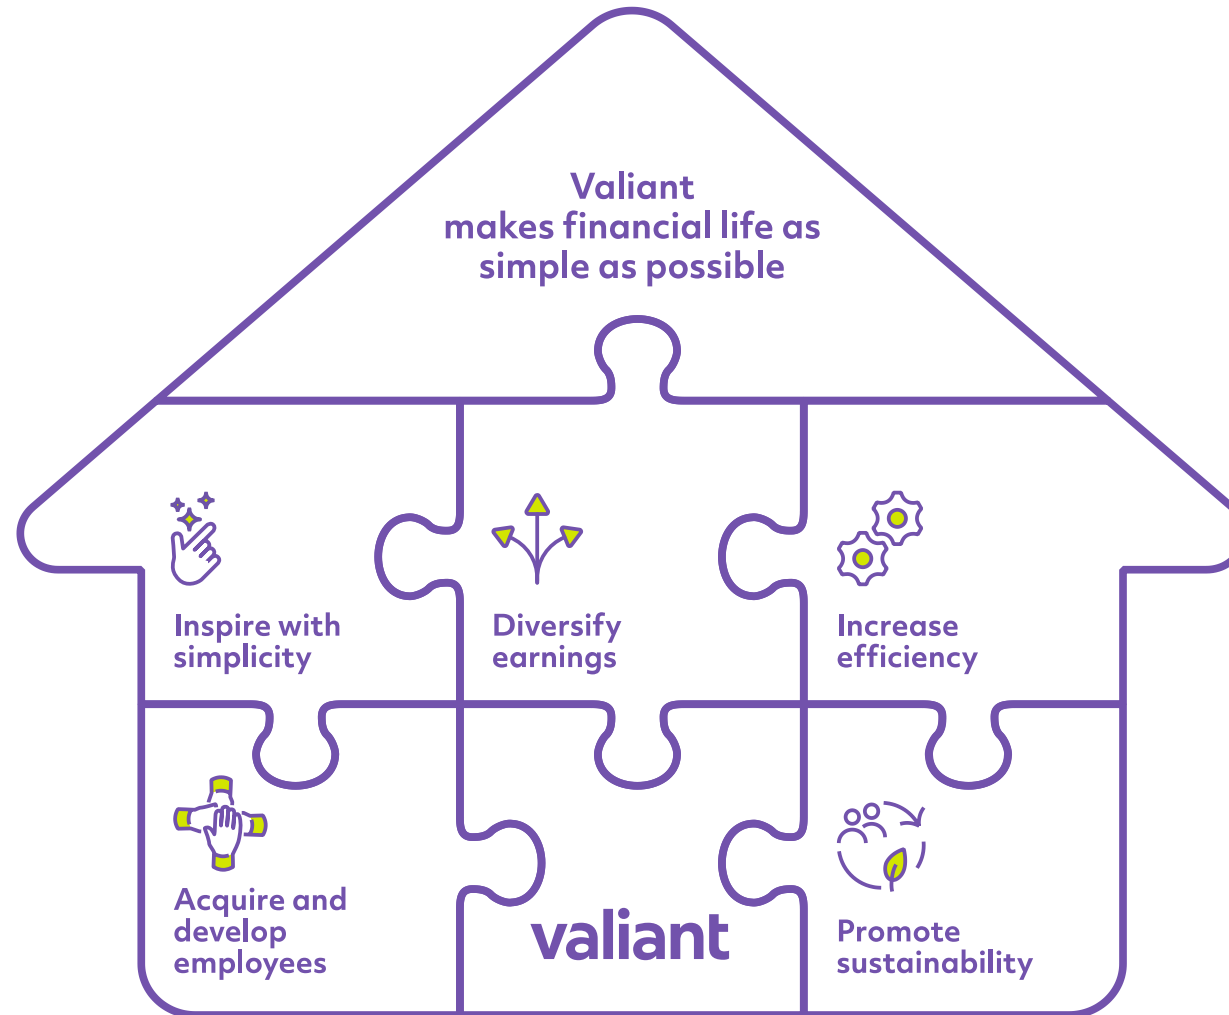 Valiant
makes financial life as
simple as possible
Inspire with
simplicity
Diversify
earnings
Increase
efficiency
Acquire and
develop
employees
valiant
Promote
sustainability